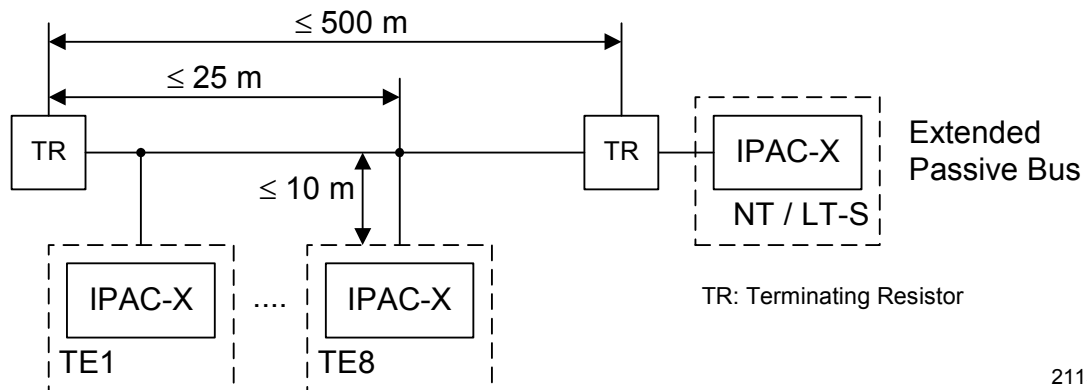 ≤ 500 m
≤ 25 m
TR
TR
IPAC-X
Extended
Passive Bus
≤ 10 m
NT / LT-S
IPAC-X
....
IPAC-X
TR: Terminating Resistor
TE1
TE8
211